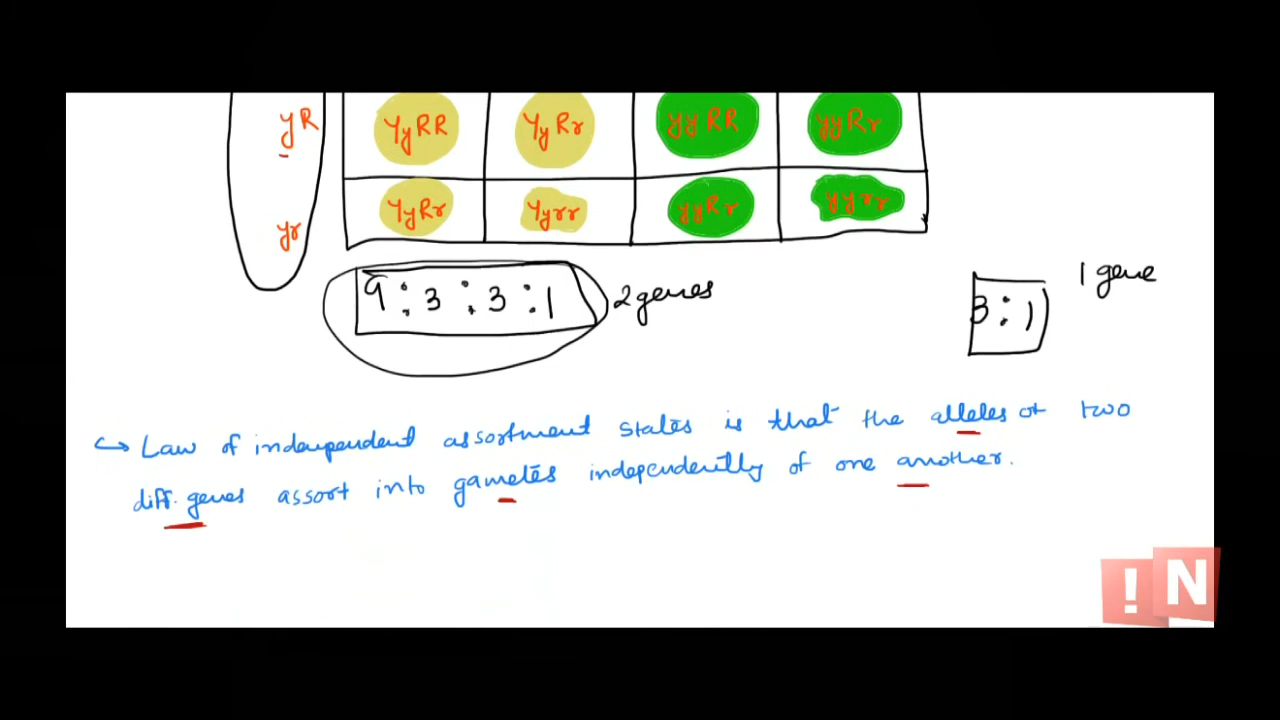 yR YyRR YyRr yyRR yyRr
yr YyRr Yyrr yyRr yyrr
9:3:3:1 2 genes
3:1 1 gene
↪ Law of independent assortment states is that the alleles of two
diff. genes assort into gametes independently of one another.
!N